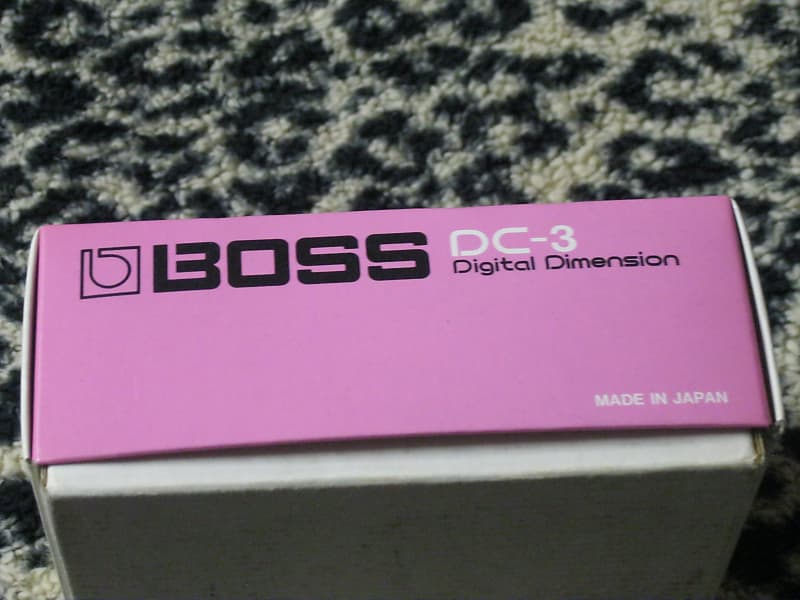 BOSS DC-3
Digital Dimension
MADE IN JAPAN